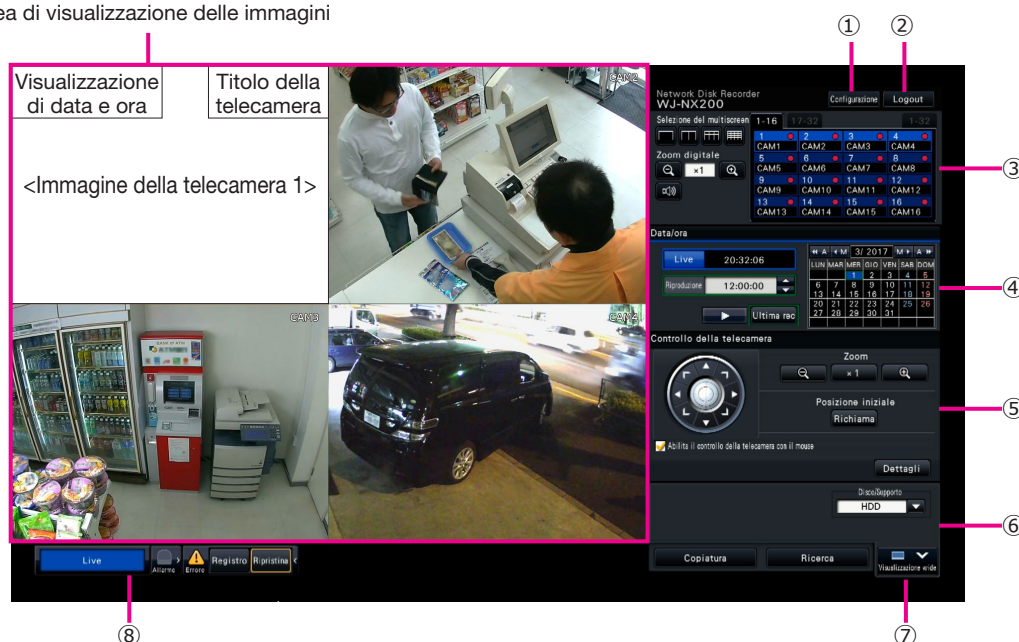 ea di visualizzazione delle immagini
① ②
Visualizzazione
di data e ora
Titolo della
telecamera
<Immagine della telecamera 1>
CAM2
CAM3
CAM4
Network Disk Recorder
WJ-NX200
Configurazione
Logout
Selezione del multiscreen
1-16 17-32 1-32
1 2 3 4
CAM1 CAM2 CAM3 CAM4
5 6 7 8
CAM5 CAM6 CAM7 CAM8
9 10 11 12
CAM9 CAM10 CAM11 CAM12
13 14 15 16
CAM13 CAM14 CAM15 CAM16
Zoom digitale
×1
③
Data/ora
Live 20:32:06
Riproduzione 12:00:00
Ultima rec
A M 3/ 2017 M A
LUN MAR MER GIO VEN SAB DOM
1 2 3 4 5
6 7 8 9 10 11 12
13 14 15 16 17 18 19
20 21 22 23 24 25 26
27 28 29 30 31
④
Controllo della telecamera
Zoom
×1
Posizione iniziale
Richiama
Abilita il controllo della telecamera con il mouse
Dettagli
⑤
Disco/Supporto
HDD
⑥
Copiatura
Ricerca
Visualizzazione wide
Live
Allarme
Errore
Registro
Ripristina
⑧ ⑦